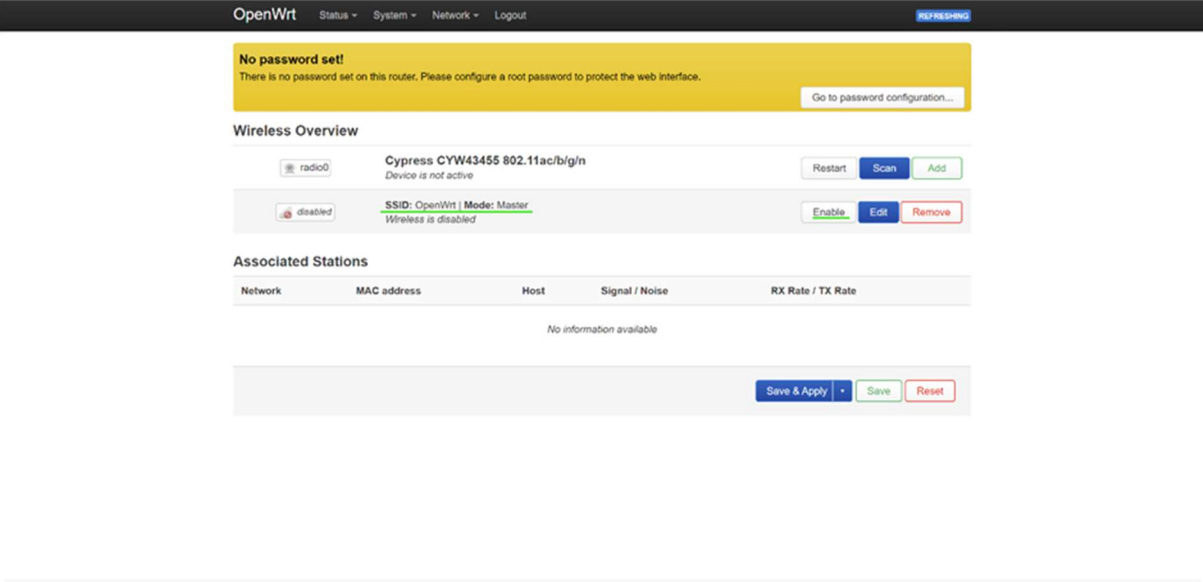 OpenWrt Status System Network Logout REFRESHING
No password set!
There is no password set on this router. Please configure a root password to protect the web interface.
Go to password configuration...
Wireless Overview
radio0 Cypress CYW43455 802.11ac/b/g/n Restart Scan Add
Device is not active
disabled SSID: OpenWrt | Mode: Master Enable Edit Remove
Wireless is disabled
Associated Stations
Network MAC address Host Signal / Noise RX Rate / TX Rate
No information available
Save & Apply Save Reset